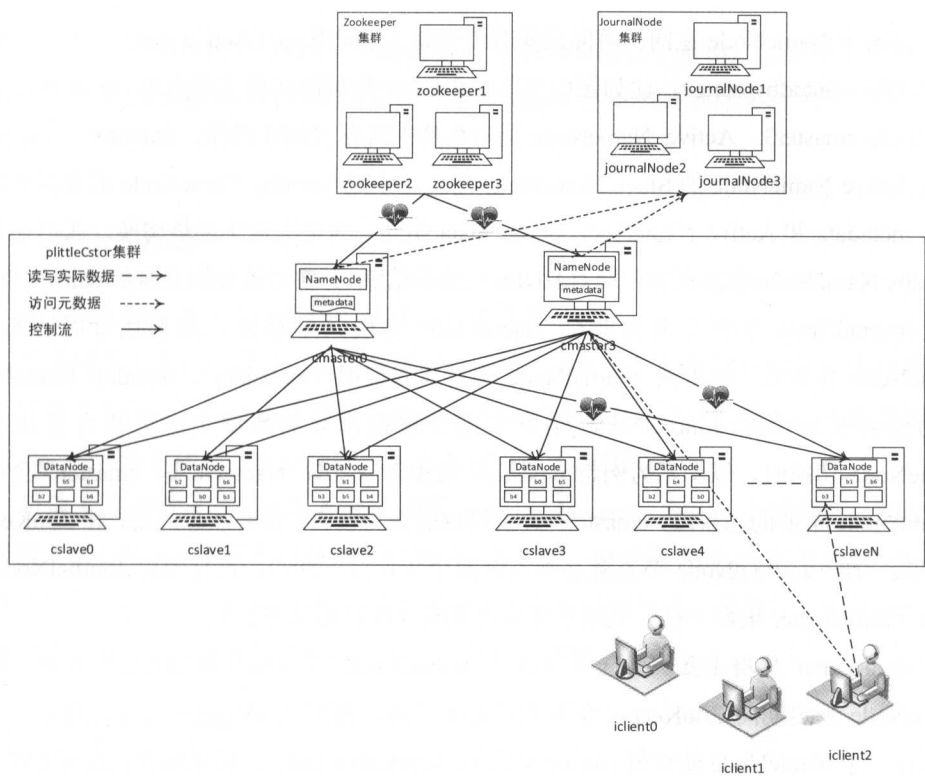 Zookeeper
集群
zookeeper1
zookeeper2
zookeeper3
JournalNode
集群
journalNode1
journalNode2
journalNode3
plittleCstor集群
读写实际数据
访问元数据
控制流
NameNode
metadata
cmaster0
NameNode
metadata
cmaster3
DataNode
b5 b1
b2 b6
cslave0
DataNode
b2 b6
b0 b3
cslave1
DataNode
b3 b1
b5 b4
cslave2
DataNode
b0 b5
b4
cslave3
DataNode
b4
b2 b0
cslave4
DataNode
b1 b6
b3
cslaveN
iclient0
iclient1
iclient2